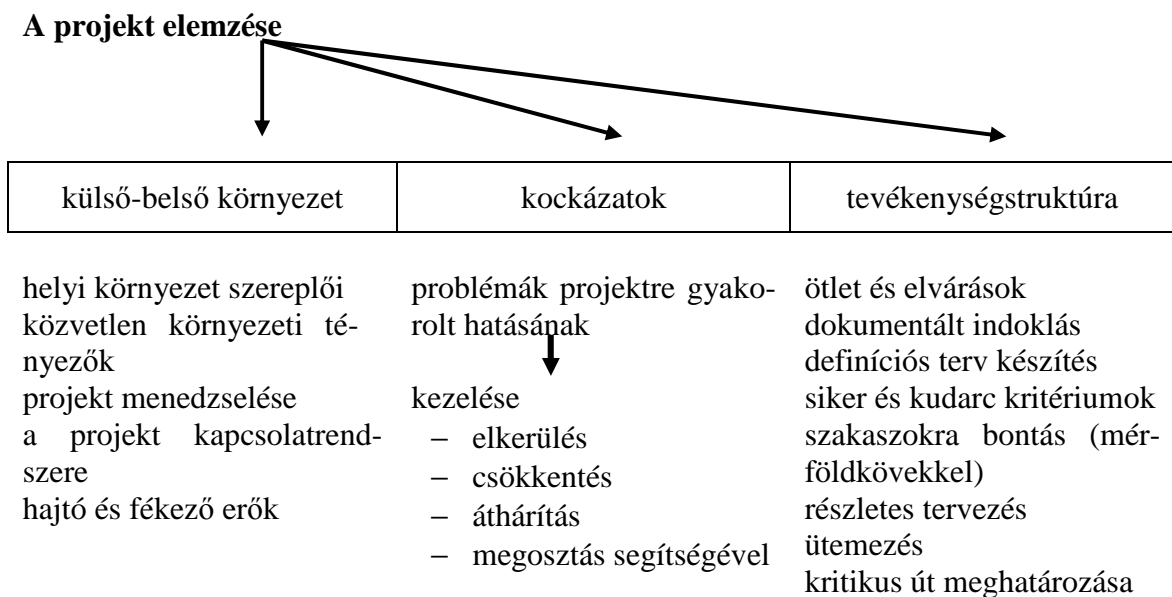 A projekt elemzése
külső-belső környezet
kockázatok
tevékenységstruktúra
helyi környezet szereplői
közvetlen környezeti té-
nyezők
projekt menedzselése
a projekt kapcsolatrend-
szere
hajtó és fékező erők
problémák projektre gyako-
rolt hatásának
kezelése
− elkerülés
− csökkentés
− áthárítás
− megosztás segítségével
ötlet és elvárások
dokumentált indoklás
definíciós terv készítés
siker és kudarc kritériumok
szakaszokra bontás (mér-
földkövekkel)
részletes tervezés
ütemezés
kritikus út meghatározása